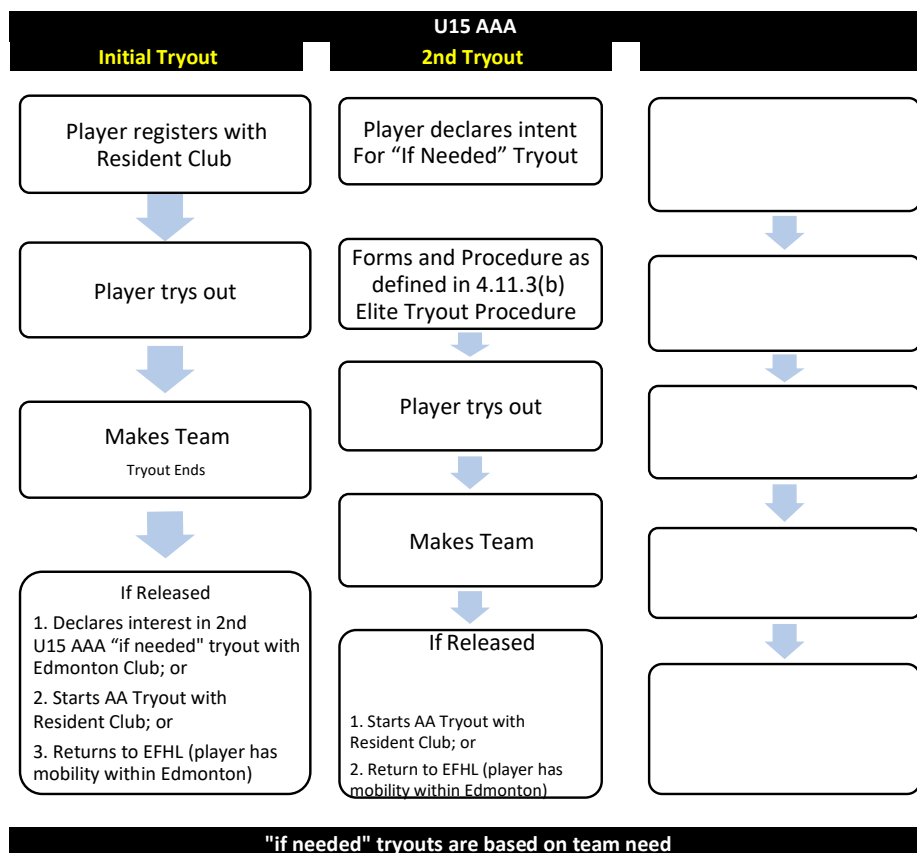 U15 AAA
Initial Tryout
2nd Tryout
Player registers with
Resident Club
Player trys out
Makes Team
Tryout Ends
If Released
1. Declares interest in 2nd
U15 AAA “if needed" tryout with
Edmonton Club; or
2. Starts AA Tryout with
Resident Club; or
3. Returns to EFHL (player has
mobility within Edmonton)
Player declares intent
For “If Needed” Tryout
Forms and Procedure as
defined in 4.11.3(b)
Elite Tryout Procedure
Player trys out
Makes Team
If Released
1. Starts AA Tryout with
Resident Club; or
2. Return to EFHL (player has
mobility within Edmonton)
"if needed" tryouts are based on team need